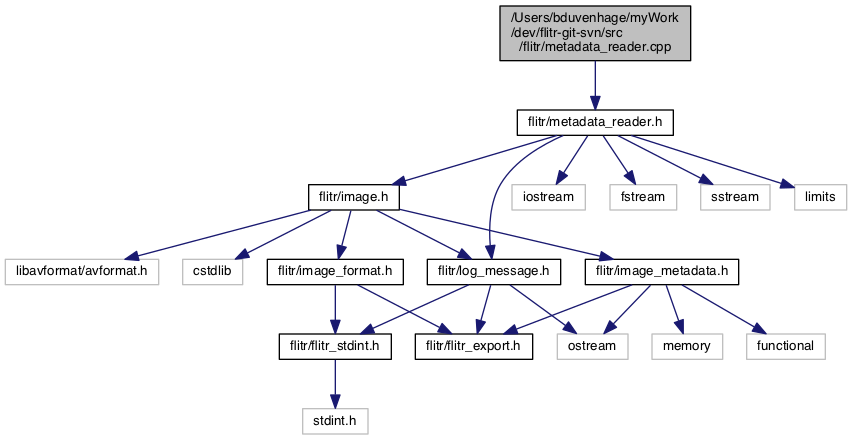 /Users/bduvenhage/myWork
/dev/flitr-git-svn/src
/flitr/metadata_reader.cpp
flitr/metadata_reader.h
flitr/image.h
iostream
fstream
sstream
limits
libavformat/avformat.h
cstdlib
flitr/image_format.h
flitr/log_message.h
flitr/image_metadata.h
flitr/flitr_stdint.h
flitr/flitr_export.h
ostream
memory
functional
stdint.h